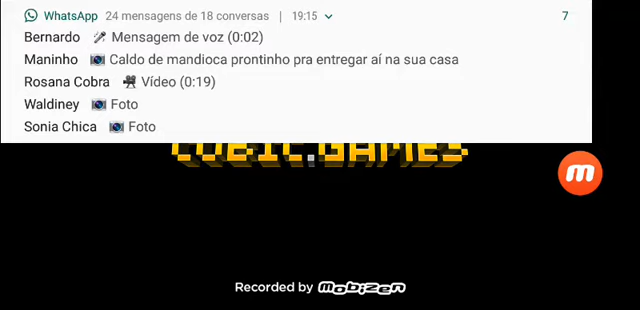 WhatsApp 24 mensagens de 18 conversas | 19:15 7
Bernardo Mensagem de voz (0:02)
Maninho Caldo de mandioca prontinho pra entregar aí na sua casa
Rosana Cobra Vídeo (0:19)
Waldiney Foto
Sonia Chica Foto
CUBIC.GAMES
m
Recorded by mobizen